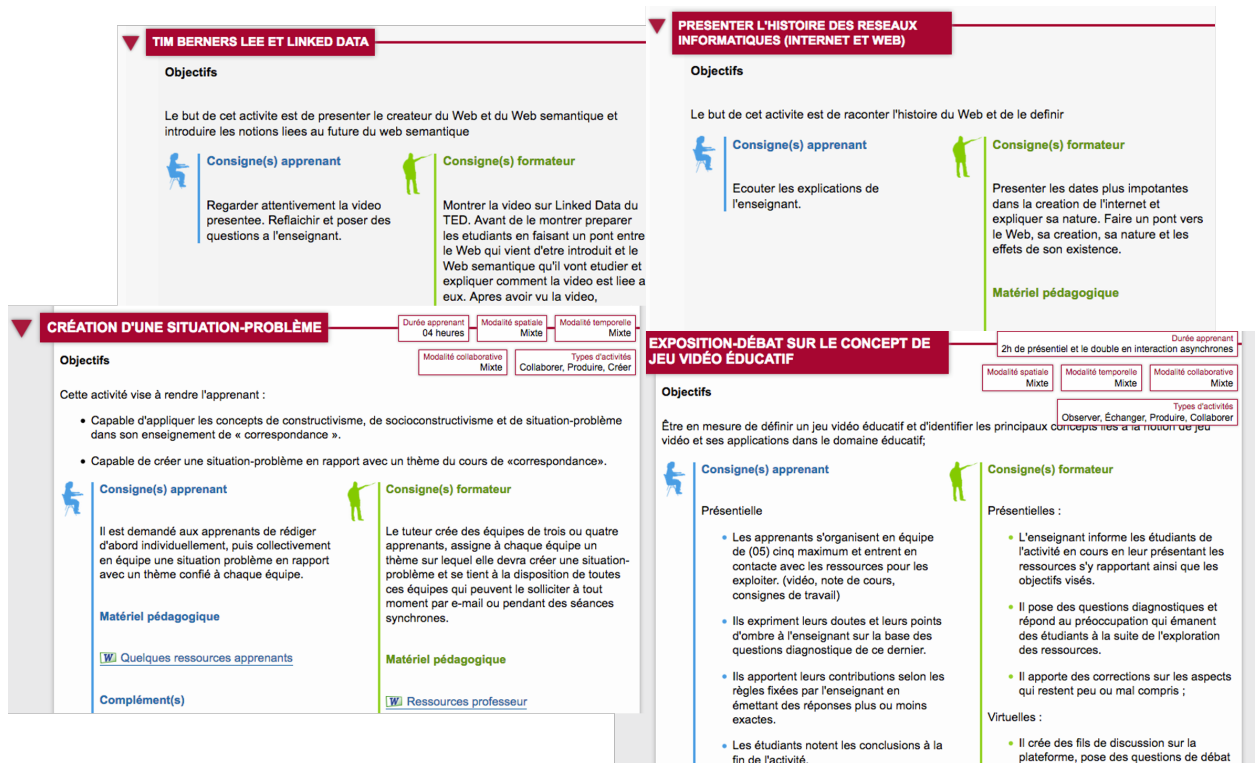 TIM BERNERS LEE ET LINKED DATA
Objectifs
Le but de cet activite est de presenter le createur du Web et du Web semantique et
introduire les notions liees au future du web semantique
Consigne(s) apprenant
Regarder attentivement la video
presentee. Reflaichir et poser des
questions a l'enseignant.
Consigne(s) formateur
Montrer la video sur Linked Data du
TED. Avant de le montrer preparer
les etudiants en faisant un pont entre
le Web qui vient d'etre introduit et le
Web semantique qu'il vont etudier et
expliquer comment la video est liee a
eux. Apres avoir vu la video,
PRESENTER L'HISTOIRE DES RESEAUX
INFORMATIQUES (INTERNET ET WEB)
Objectifs
Le but de cet activite est de raconter l'histoire du Web et de le definir
Consigne(s) apprenant
Ecouter les explications de
l'enseignant.
Consigne(s) formateur
Presenter les dates plus impotantes
dans la creation de l'internet et
expliquer sa nature. Faire un pont vers
le Web, sa creation, sa nature et les
effets de son existence.
Matériel pédagogique
CRÉATION D'UNE SITUATION-PROBLÈME
Durée apprenant
04 heures
Modalité spatiale
Mixte
Modalité temporelle
Mixte
Modalité collaborative
Mixte
Types d'activités
Collaborer, Produire, Créer
Objectifs
Cette activité vise à rendre l'apprenant :
• Capable d'appliquer les concepts de constructivisme, de socioconstructivisme et de situation-problème
dans son enseignement de « correspondance ».
• Capable de créer une situation-problème en rapport avec un thème du cours de «correspondance».
Consigne(s) apprenant
Il est demandé aux apprenants de rédiger
d'abord individuellement, puis collectivement
en équipe une situation problème en rapport
avec un thème confié à chaque équipe.
Matériel pédagogique
Quelques ressources apprenants
Complément(s)
Consigne(s) formateur
Le tuteur crée des équipes de trois ou quatre
apprenants, assigne à chaque équipe un
thème sur lequel elle devra créer une situation-
problème et se tient à la disposition de toutes
ces équipes qui peuvent le solliciter à tout
moment par e-mail ou pendant des séances
synchrones.
Matériel pédagogique
Ressources professeur
EXPOSITION-DÉBAT SUR LE CONCEPT DE
JEU VIDÉO ÉDUCATIF
Durée apprenant
2h de présentiel et le double en interaction asynchrones
Modalité spatiale
Mixte
Modalité temporelle
Mixte
Modalité collaborative
Mixte
Types d'activités
Observer, Échanger, Produire, Collaborer
Objectifs
Être en mesure de définir un jeu vidéo éducatif et d'identifier les principaux concepts liés à la notion de jeu
vidéo et ses applications dans le domaine éducatif;
Consigne(s) apprenant
Présentielle
• Les apprenants s'organisent en équipe
de (05) cinq maximum et entrent en
contacte avec les ressources pour les
exploiter. (vidéo, note de cours,
consignes de travail)
• Ils expriment leurs doutes et leurs points
d'ombre à l'enseignant sur la base des
questions diagnostique de ce dernier.
• Ils apportent leurs contributions selon les
règles fixées par l'enseignant en
émettant des réponses plus ou moins
exactes.
• Les étudiants notent les conclusions à la
fin de l'activité.
Consigne(s) formateur
Présentielles :
• L'enseignant informe les étudiants de
l'activité en cours en leur présentant les
ressources s'y rapportant ainsi que les
objectifs visés.
• Il pose des questions diagnostiques et
répond au préoccupation qui émanent
des étudiants à la suite de l'exploration
des ressources.
• Il apporte des corrections sur les aspects
qui restent peu ou mal compris ;
Virtuelles :
• Il crée des fils de discussion sur la
plateforme, pose des questions de débat